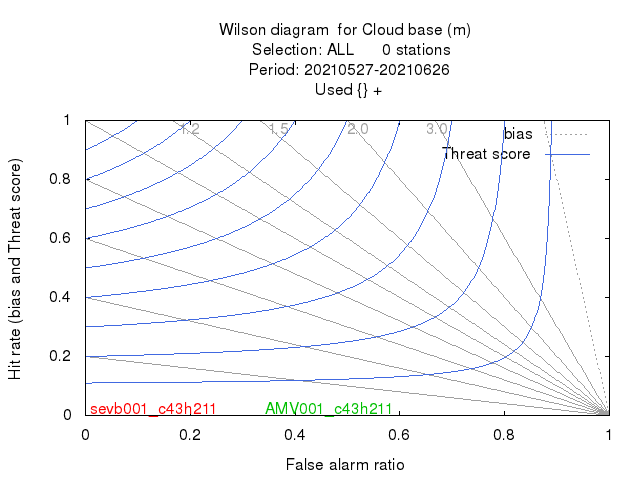 Wilson diagram  for Cloud base (m)
Selection: ALL      0 stations
Period: 20210527-20210626
Used {} +
1
1.2 1.5 2.0 3.0
bias
Threat score
0.8
0.6
0.4
0.2
0
Hit rate (bias and Threat score)
sevb001_c43h211 AMV001_c43h211
0 0.2 0.4 0.6 0.8 1
False alarm ratio